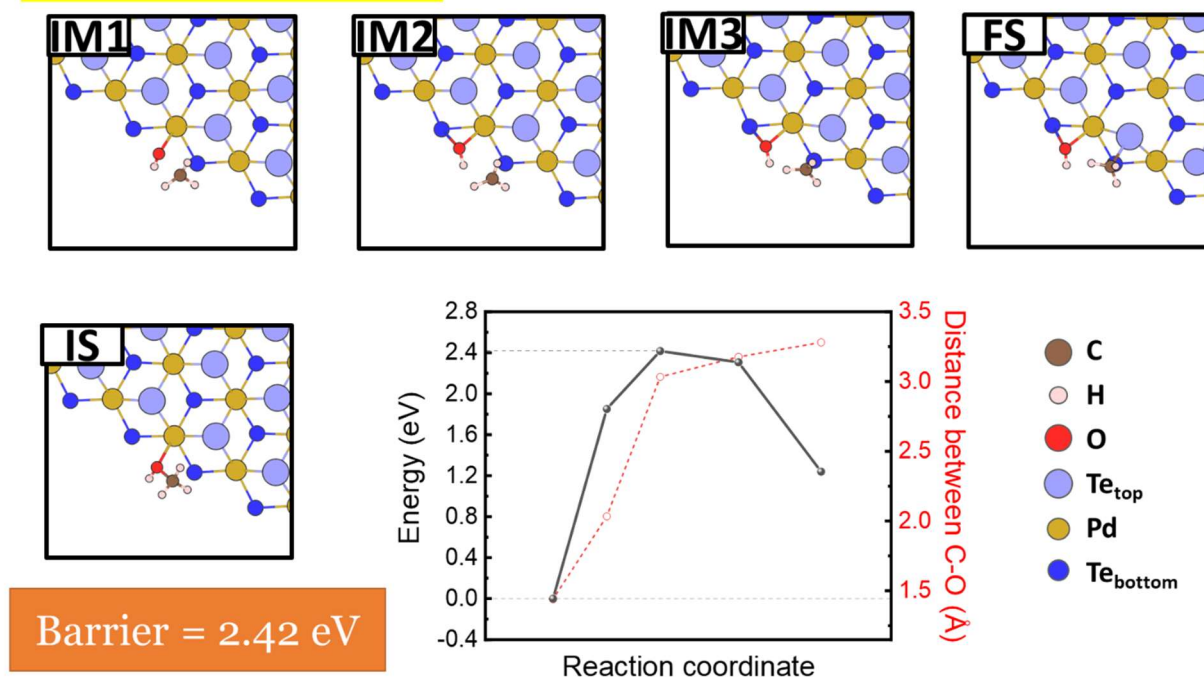 IM1
IM2
IM3
FS
IS
Barrier = 2.42 eV
Energy (eV)
2.8
2.4
2.0
1.6
1.2
0.8
0.4
0.0
-0.4
Reaction coordinate
3.5
3.0
2.5
2.0
1.5
Distance between C-O (Å)
C
H
O
Te_top
Pd
Te_bottom